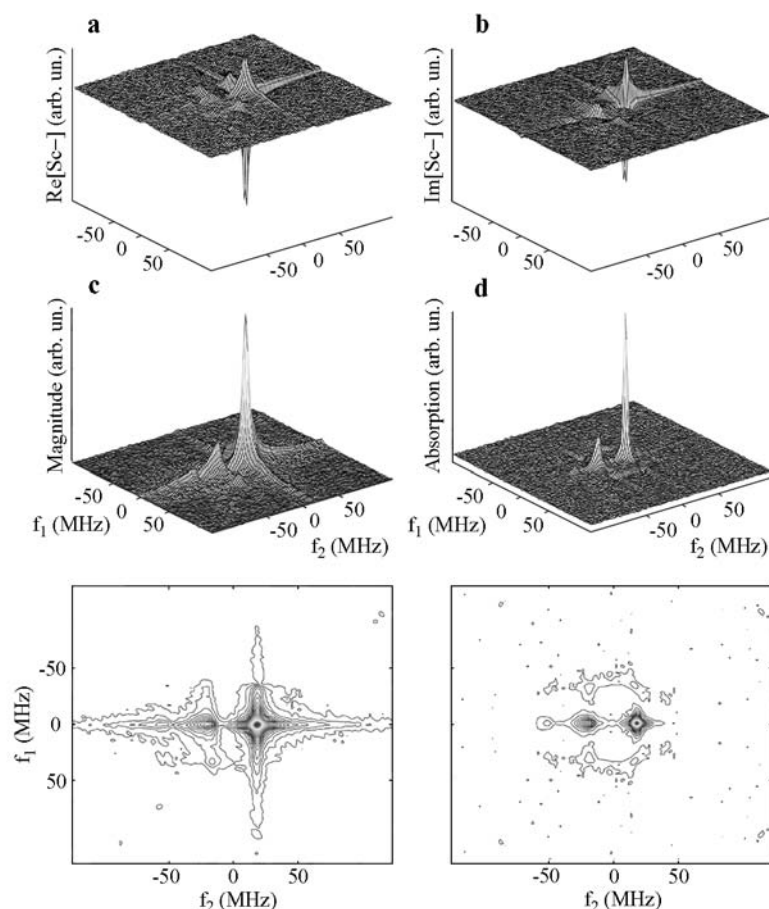 a
b
Re[Sc−] (arb. un.)
-50
0
50
-50
0
50
Im[Sc−] (arb. un.)
-50
0
50
-50
0
50
c
d
Magnitude (arb. un.)
-50
0
50
f1 (MHz)
-50
0
50
f2 (MHz)
Absorption (arb. un.)
-50
0
50
f1 (MHz)
-50
0
50
f2 (MHz)
f1 (MHz)
-50
0
50
-50 0 50
f2 (MHz)
-50 0 50
f2 (MHz)